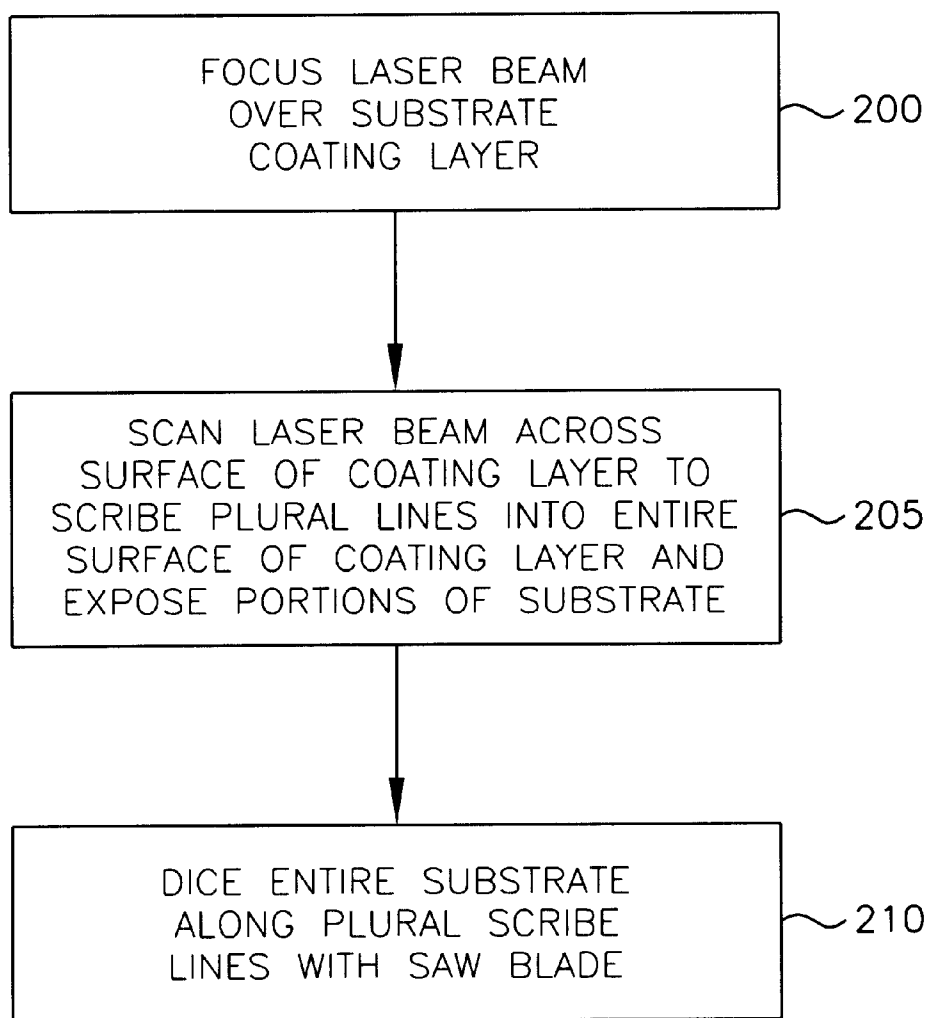 FOCUS LASER BEAM
OVER SUBSTRATE
COATING LAYER
200
SCAN LASER BEAM ACROSS
SURFACE OF COATING LAYER TO
SCRIBE PLURAL LINES INTO ENTIRE
SURFACE OF COATING LAYER AND
EXPOSE PORTIONS OF SUBSTRATE
205
DICE ENTIRE SUBSTRATE
ALONG PLURAL SCRIBE
LINES WITH SAW BLADE
210